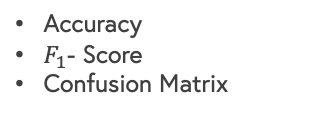 • Accuracy
• F₁- Score
• Confusion Matrix